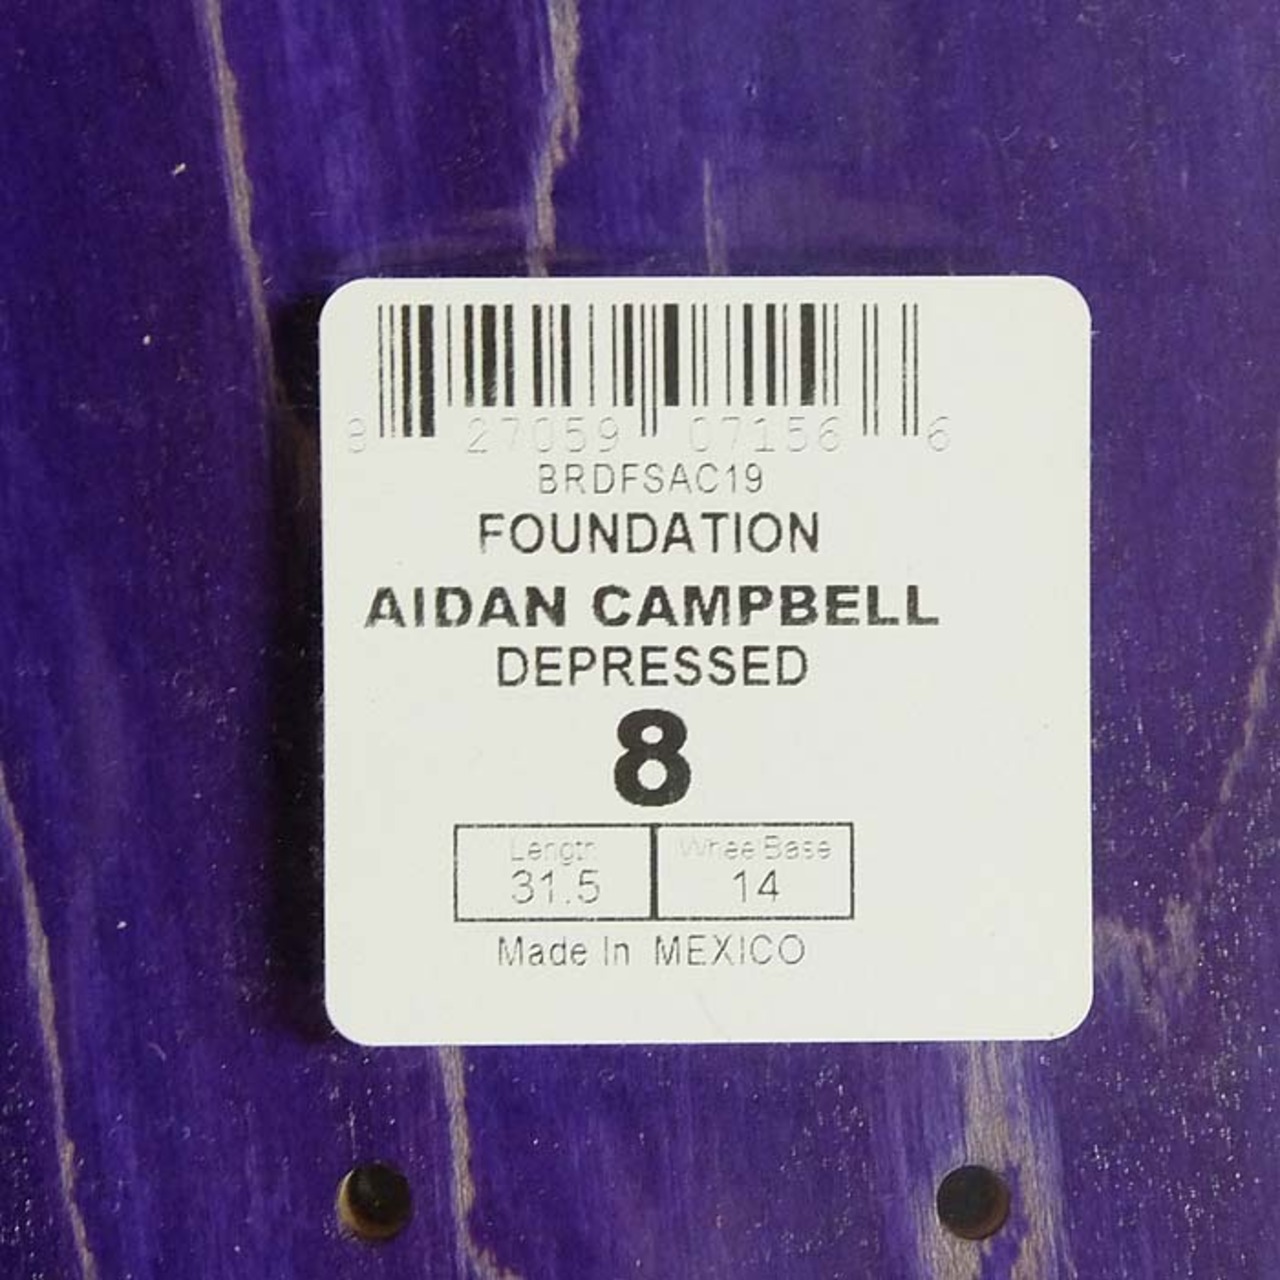 8 27059 07156 6
BRDFSAC19
FOUNDATION
AIDAN CAMPBELL
DEPRESSED
8
Length Wheel Base
31.5 14
Made In MEXICO